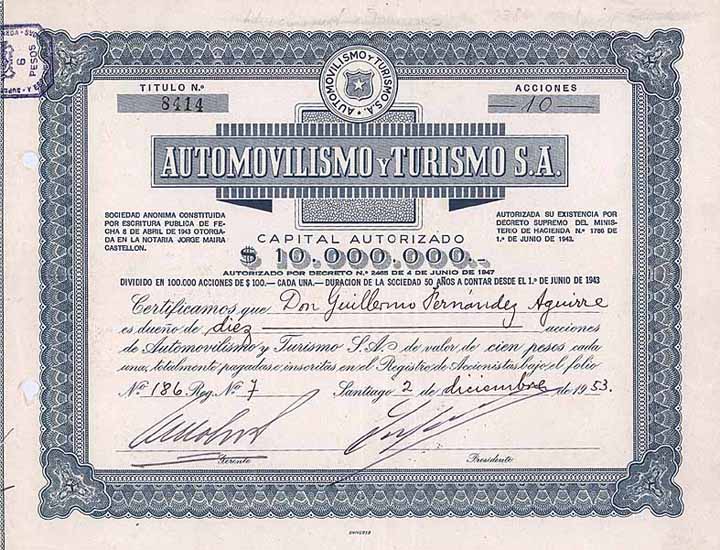 6
PESOS
TITULO N.º
8414
AUTOMOVILISMO Y TURISMO S.A.
ACCIONES
10
AUTOMOVILISMO Y TURISMO S.A.
SOCIEDAD ANONIMA CONSTITUIDA
POR ESCRITURA PUBLICA DE FE-
CHA 8 DE ABRIL DE 1943 OTORGA-
DA EN LA NOTARIA JORGE MAIRA
CASTELLON.
AUTORIZADA SU EXISTENCIA POR
DECRETO SUPREMO DEL MINIS-
TERIO DE HACIENDA N.º 1786 DE
1.º DE JUNIO DE 1943.
CAPITAL AUTORIZADO
$ 10.000.000.-
AUTORIZADO POR DECRETO N.º 2465 DE 4 DE JUNIO DE 1947
DIVIDIDO EN 100.000 ACCIONES DE $ 100.— CADA UNA.— DURACION DE LA SOCIEDAD 50 AÑOS A CONTAR DESDE EL 1.º DE JUNIO DE 1943
Certificamos que Don Guillermo Fernández Aguirre
es dueño de diez acciones
de Automovilismo y Turismo S.A. de valor de cien pesos cada
una, totalmente pagadas e inscritas en el Registro de Accionistas bajo el folio
Nº 186 Reg. Nº 7 Santiago 2 de diciembre de 1953.
Gerente
Presidente